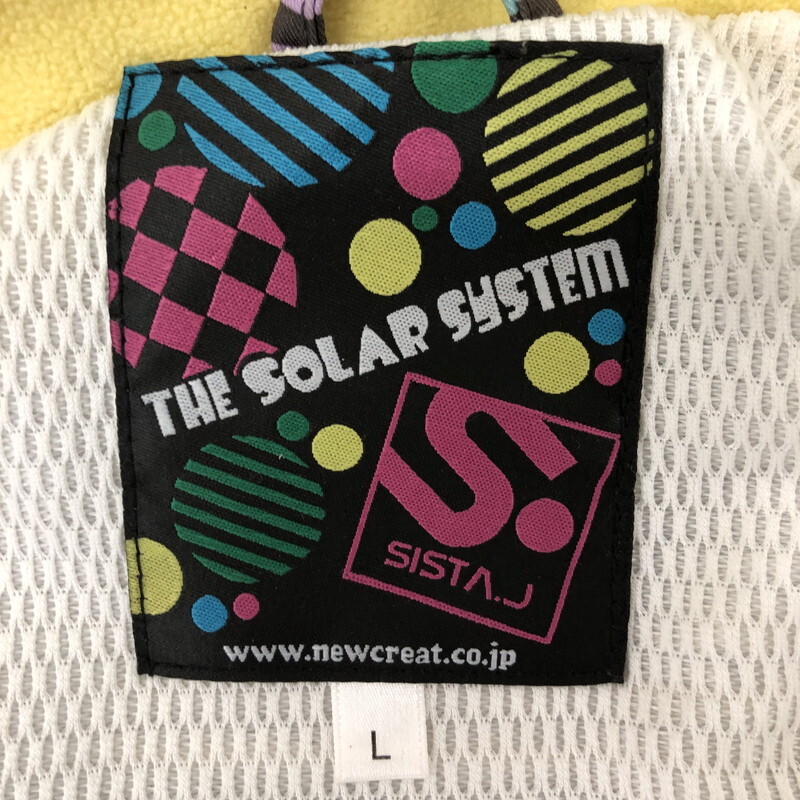 THE SOLAR SYSTEM
S.
SISTA.J
www.newcreat.co.jp
L